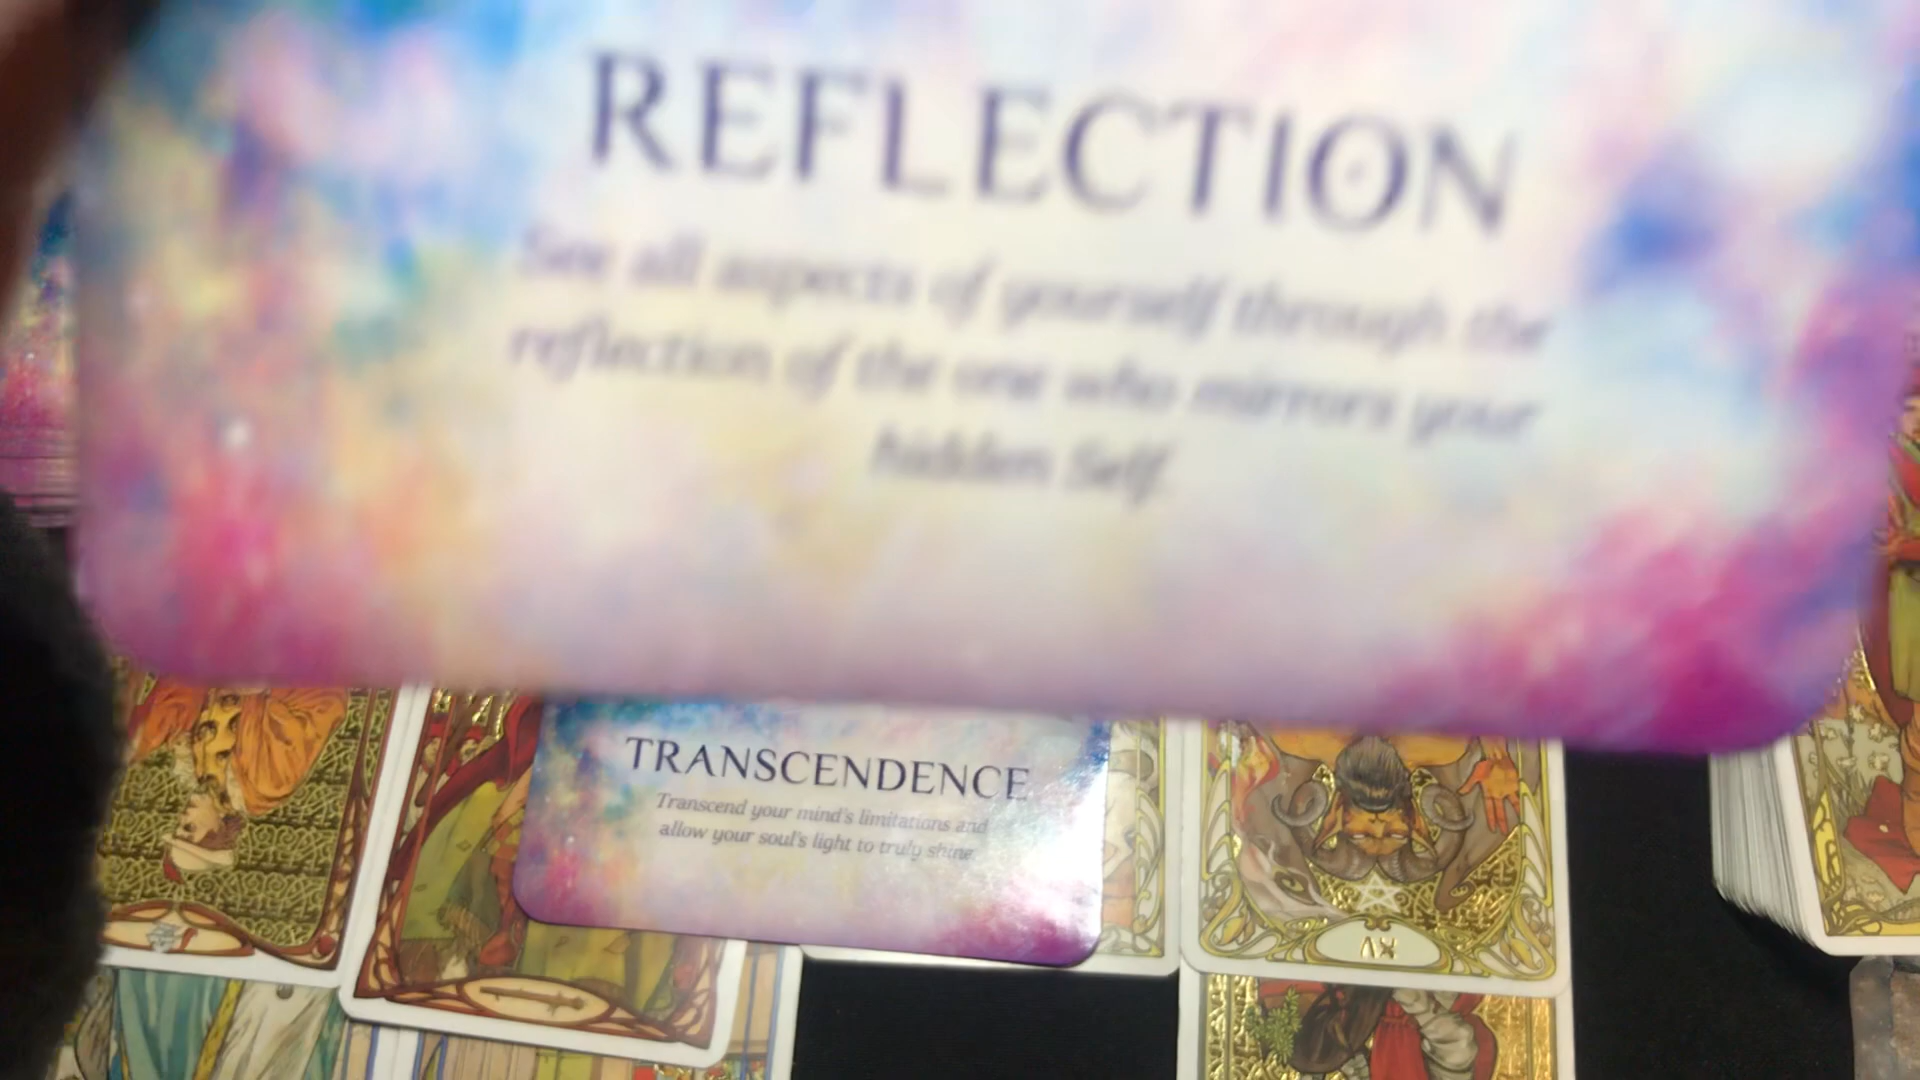 REFLECTION
See all aspects of yourself through the
reflection of the one who mirrors your
hidden Self.
TRANSCENDENCE
Transcend your mind's limitations and
allow your soul's light to truly shine.
XV